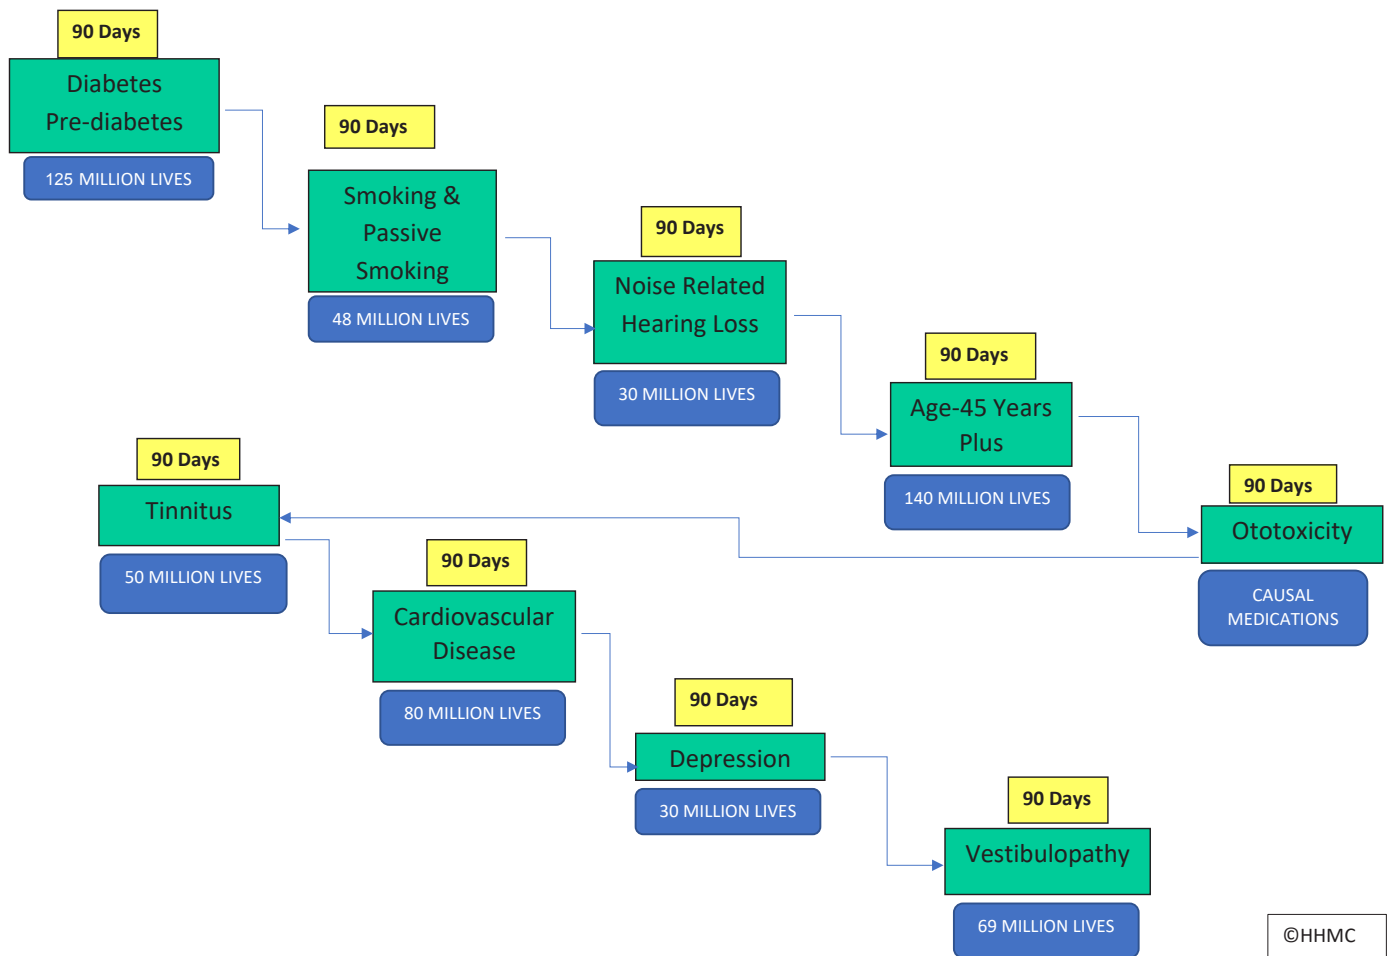 90 Days
Diabetes
Pre-diabetes
125 MILLION LIVES
90 Days
Smoking &
Passive
Smoking
48 MILLION LIVES
90 Days
Noise Related
Hearing Loss
30 MILLION LIVES
90 Days
Age-45 Years
Plus
140 MILLION LIVES
90 Days
Ototoxicity
CAUSAL
MEDICATIONS
90 Days
Tinnitus
50 MILLION LIVES
90 Days
Cardiovascular
Disease
80 MILLION LIVES
90 Days
Depression
30 MILLION LIVES
90 Days
Vestibulopathy
69 MILLION LIVES
©HHMC